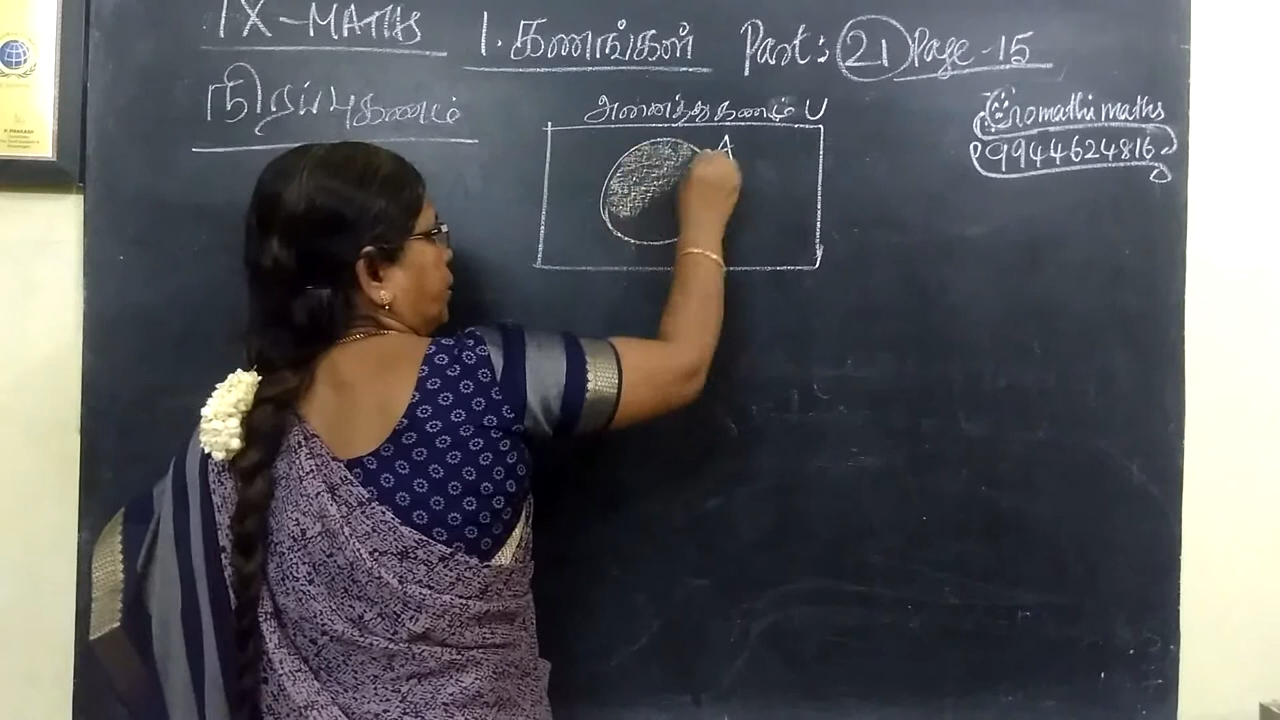 IX-MATHS 1. கணங்கள் Part: 21 Page-15
நிரப்புகணம்
அனைத்து கணம் U
A
Gomathi maths
9944624816